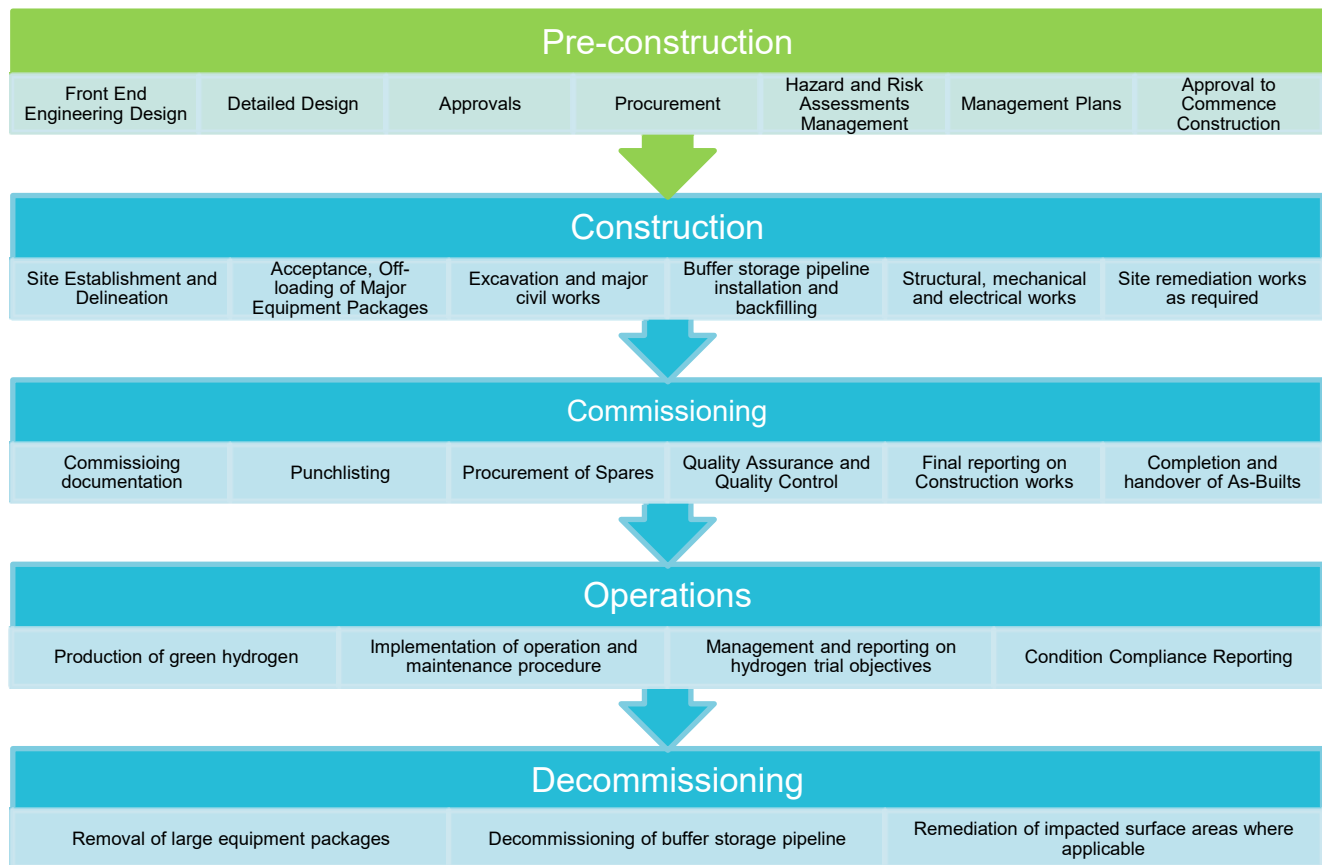 Pre-construction
Front End
Engineering Design
Detailed Design
Approvals
Procurement
Hazard and Risk
Assessments
Management
Management Plans
Approval to
Commence
Construction
Construction
Site Establishment and
Delineation
Acceptance, Off-
loading of Major
Equipment Packages
Excavation and major
civil works
Buffer storage pipeline
installation and
backfilling
Structural, mechanical
and electrical works
Site remediation works
as required
Commissioning
Commissioing
documentation
Punchlisting
Procurement of Spares
Quality Assurance and
Quality Control
Final reporting on
Construction works
Completion and
handover of As-Builts
Operations
Production of green hydrogen
Implementation of operation and
maintenance procedure
Management and reporting on
hydrogen trial objectives
Condition Compliance Reporting
Decommissioning
Removal of large equipment packages
Decommissioning of buffer storage pipeline
Remediation of impacted surface areas where
applicable